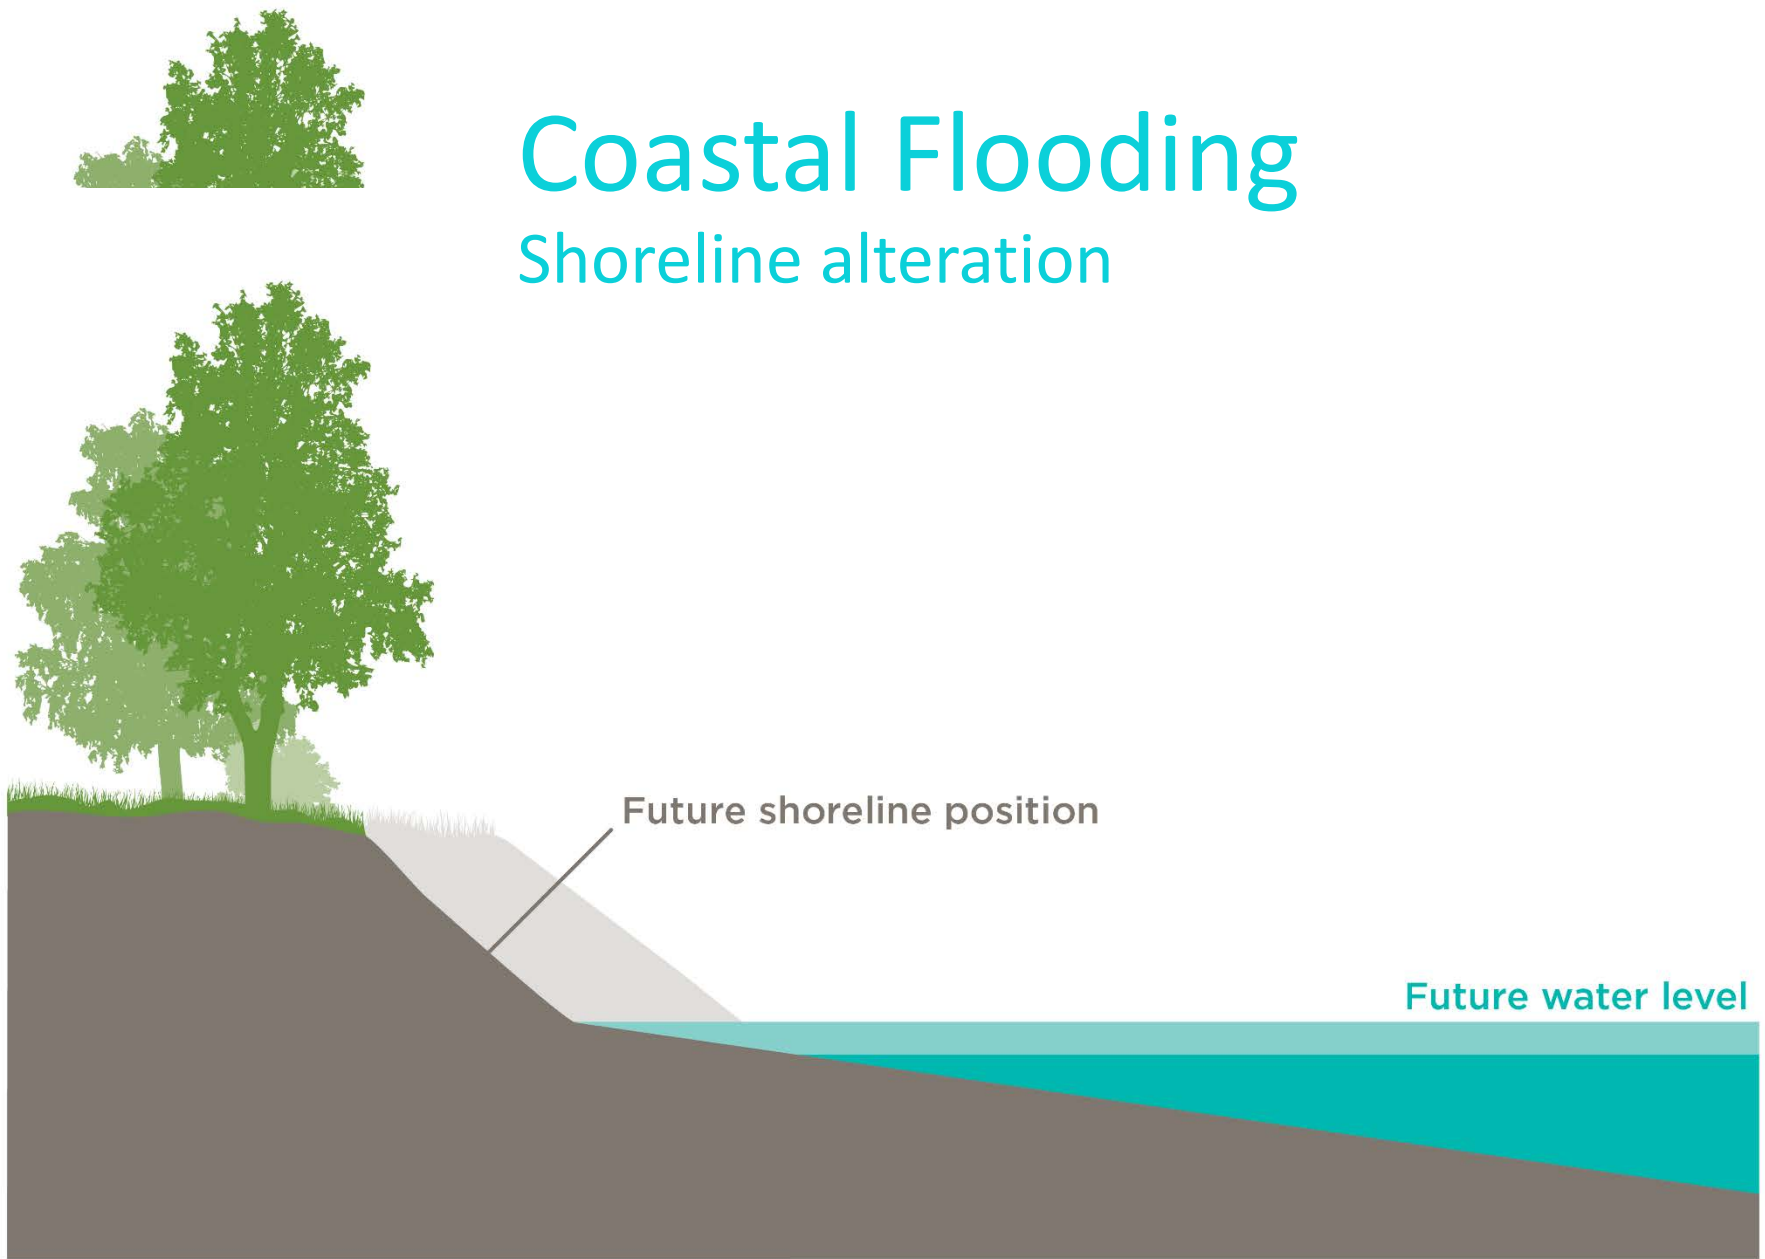 Coastal Flooding
Shoreline alteration
Future shoreline position
Future water level